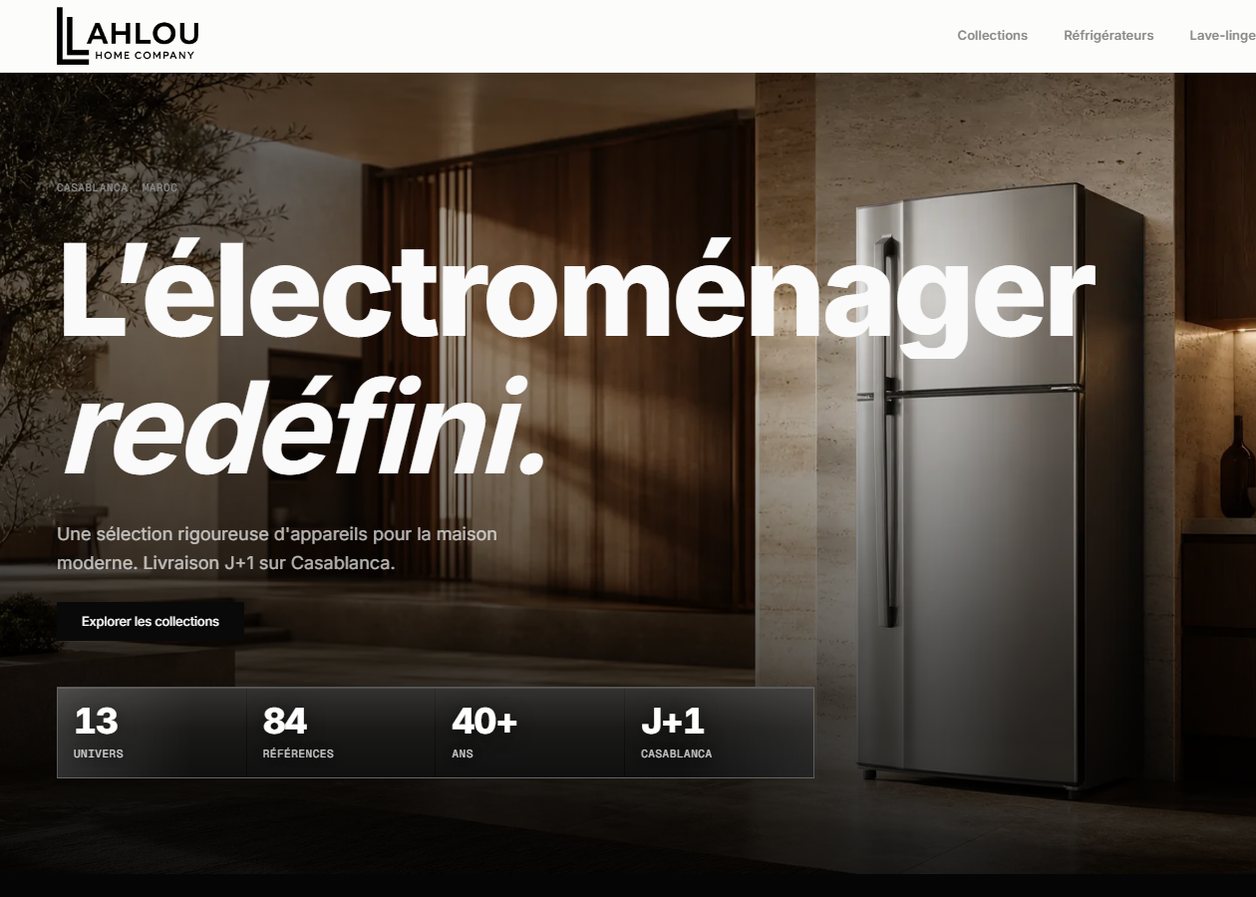 LAHLOU
HOME COMPANY
Collections
Réfrigérateurs
Lave-linge
CASABLANCA, MAROC
L'électroménager
redéfini.
Une sélection rigoureuse d'appareils pour la maison
moderne. Livraison J+1 sur Casablanca.
Explorer les collections
13
84
40+
J+1
UNIVERS
RÉFÉRENCES
ANS
CASABLANCA